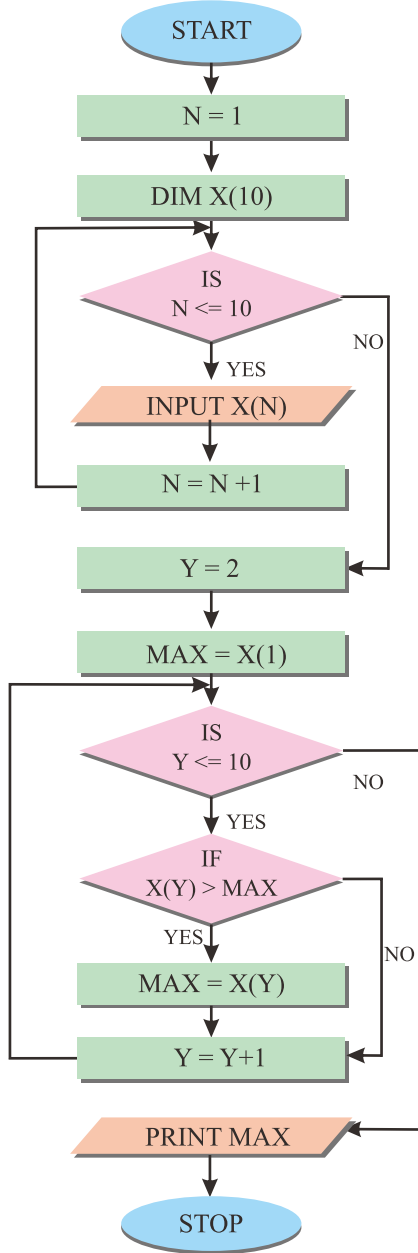 START
N = 1
DIM X(10)
IS
N <= 10
NO
YES
INPUT X(N)
N = N +1
Y = 2
MAX = X(1)
IS
Y <= 10
NO
YES
IF
X(Y) > MAX
YES
NO
MAX = X(Y)
Y = Y+1
PRINT MAX
STOP